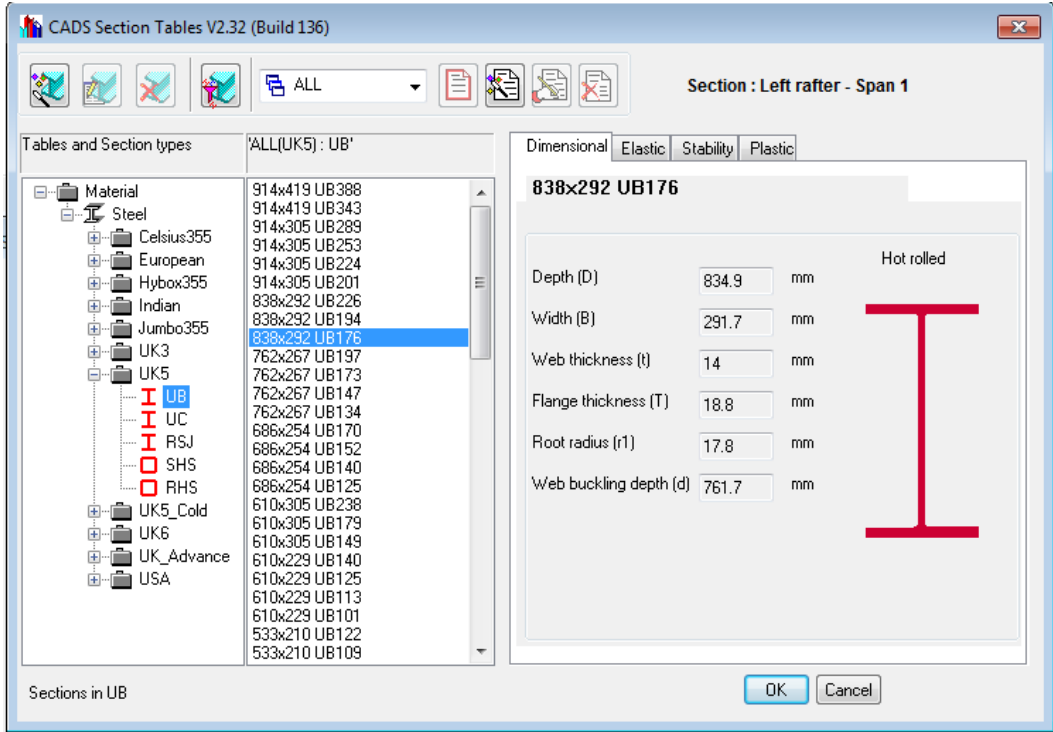 CADS Section Tables V2.32 (Build 136)
ALL
Section : Left rafter - Span 1
Tables and Section types
'ALL(UK5) : UB'
Material
Steel
Celsius355
European
Hybox355
Indian
Jumbo355
UK3
UK5
UB
UC
RSJ
SHS
RHS
UK5_Cold
UK6
UK_Advance
USA
914x419 UB388
914x419 UB343
914x305 UB289
914x305 UB253
914x305 UB224
914x305 UB201
838x292 UB226
838x292 UB194
838x292 UB176
762x267 UB197
762x267 UB173
762x267 UB147
762x267 UB134
686x254 UB170
686x254 UB152
686x254 UB140
686x254 UB125
610x305 UB238
610x305 UB179
610x305 UB149
610x229 UB140
610x229 UB125
610x229 UB113
610x229 UB101
533x210 UB122
533x210 UB109
Dimensional Elastic Stability Plastic
838x292 UB176
Hot rolled
Depth (D) 834.9 mm
Width (B) 291.7 mm
Web thickness (t) 14 mm
Flange thickness (T) 18.8 mm
Root radius (r1) 17.8 mm
Web buckling depth (d) 761.7 mm
Sections in UB
OK Cancel